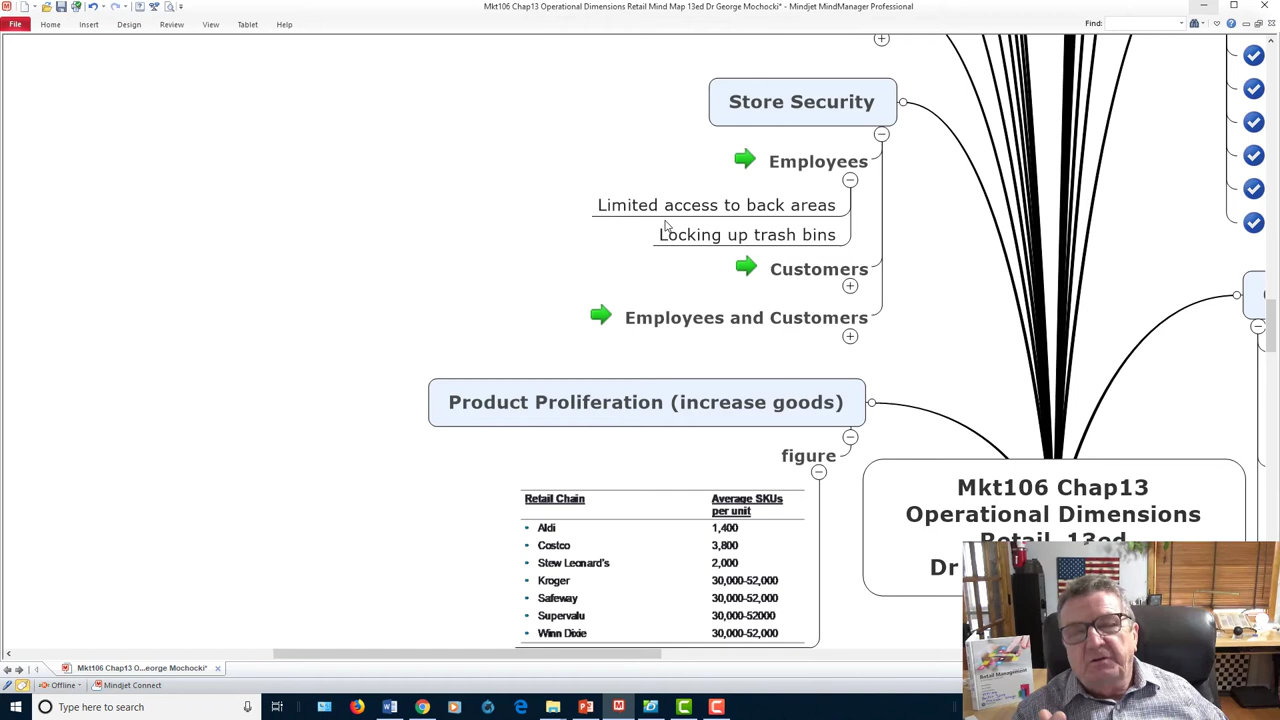 Mkt106 Chap13 Operational Dimensions Retail Mind Map 13ed Dr George Mochocki* - Mindjet MindManager Professional
File Home Insert Design Review View Tablet Help
Find:
Store Security
Employees
Limited access to back areas
Locking up trash bins
Customers
Employees and Customers
Product Proliferation (increase goods)
figure
Retail Chain Average SKUs
per unit
Aldi 1,400
Costco 3,800
Stew Leonard's 2,000
Kroger 30,000-52,000
Safeway 30,000-52,000
Supervalu 30,000-52000
Winn Dixie 30,000-52,000
Mkt106 Chap13
Operational Dimensions
Retail 13ed
Dr
Retail Management
Mkt106 Chap13 O...eorge Mochocki*
Offline Mindjet Connect
Type here to search